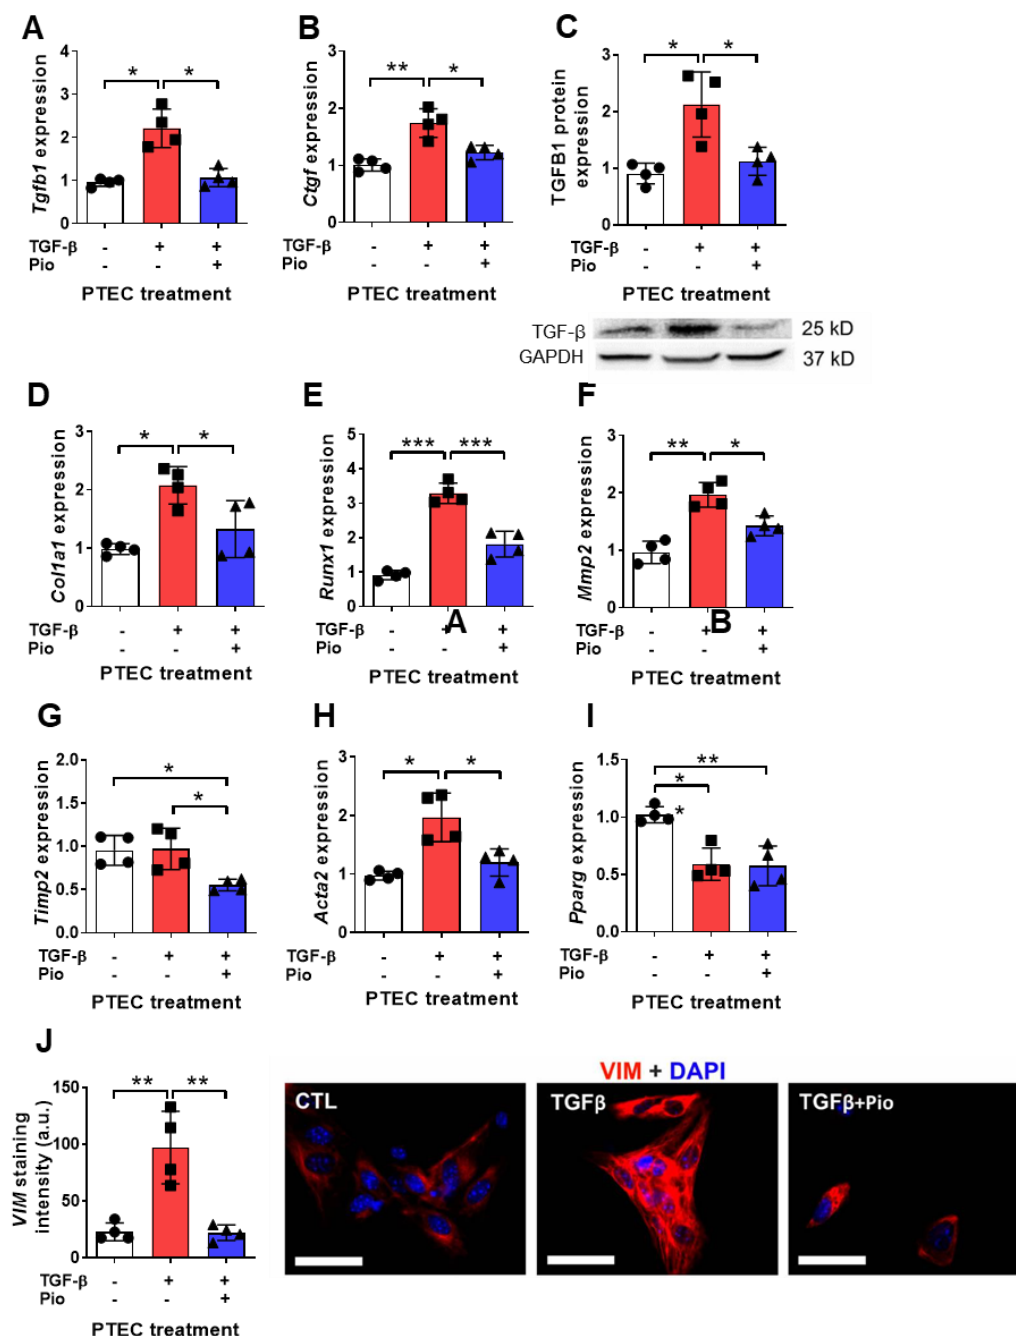 A
B
C
Tgfb1 expression
4
3
2
1
0
* *
TGF-β - + +
Pio - - +
PTEC treatment
Ctgf expression
3
2
1
0
** *
TGF-β - + +
Pio - - +
PTEC treatment
TGFB1 protein
expression
3
2
1
0
* *
TGF-β - + +
Pio - - +
PTEC treatment
TGF-β 25 kD
GAPDH 37 kD
D
E
F
Col1a1 expression
3
2
1
0
* *
TGF-β - + +
Pio - - +
PTEC treatment
Runx1 expression
5
4
3
2
1
0
*** ***
A
TGF-β - + +
Pio - - +
PTEC treatment
Mmp2 expression
3
2
1
0
** *
B
TGF-β - + +
Pio - - +
PTEC treatment
G
H
I
Timp2 expression
2.0
1.5
1.0
0.5
0.0
*
*
TGF-β - + +
Pio - - +
PTEC treatment
Acta2 expression
3
2
1
0
* *
TGF-β - + +
Pio - - +
PTEC treatment
Pparg expression
1.5
1.0
0.5
0.0
**
*
*
TGF-β - + +
Pio - - +
PTEC treatment
J
VIM staining
intensity (a.u.)
150
100
50
0
** **
TGF-β - + +
Pio - - +
PTEC treatment
VIM + DAPI
CTL
TGFβ
TGFβ+Pio